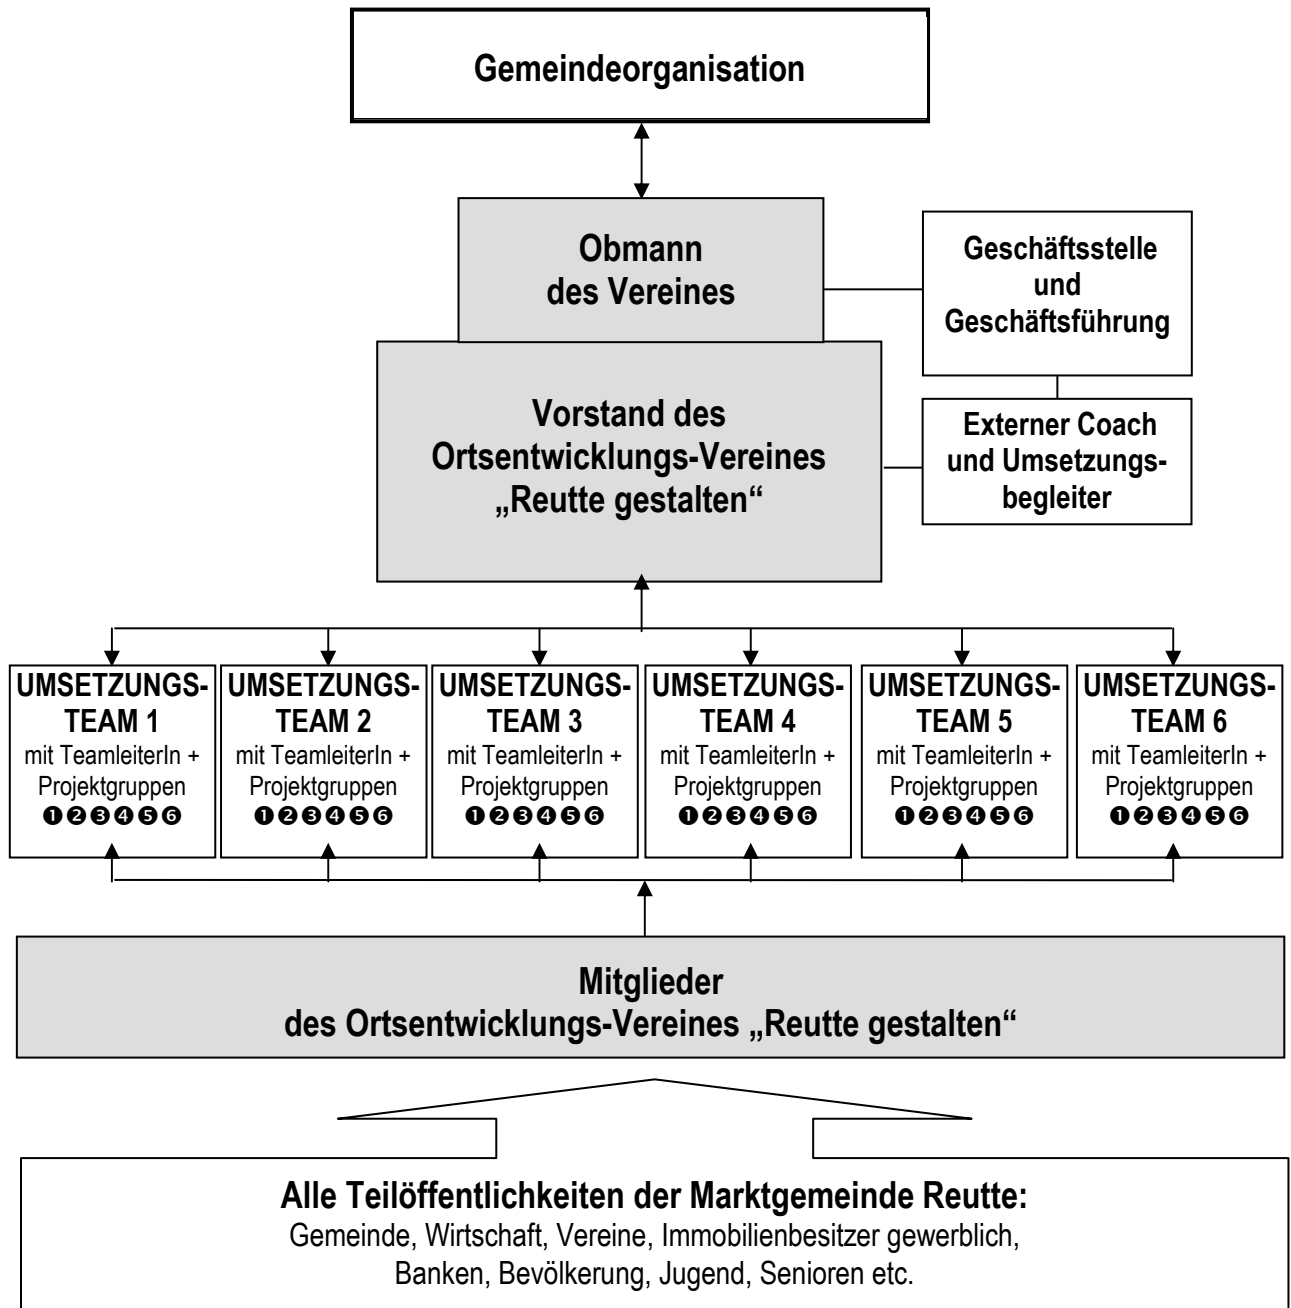 Gemeindeorganisation
Obmann
des Vereines
Geschäftsstelle
und
Geschäftsführung
Vorstand des
Ortsentwicklungs-Vereines
„Reutte gestalten“
Externer Coach
und Umsetzungs-
begleiter
UMSETZUNGS-
TEAM 1
mit TeamleiterIn +
Projektgruppen
❶❷❸❹❺❻
UMSETZUNGS-
TEAM 2
mit TeamleiterIn +
Projektgruppen
❶❷❸❹❺❻
UMSETZUNGS-
TEAM 3
mit TeamleiterIn +
Projektgruppen
❶❷❸❹❺❻
UMSETZUNGS-
TEAM 4
mit TeamleiterIn +
Projektgruppen
❶❷❸❹❺❻
UMSETZUNGS-
TEAM 5
mit TeamleiterIn +
Projektgruppen
❶❷❸❹❺❻
UMSETZUNGS-
TEAM 6
mit TeamleiterIn +
Projektgruppen
❶❷❸❹❺❻
Mitglieder
des Ortsentwicklungs-Vereines „Reutte gestalten“
Alle Teilöffentlichkeiten der Marktgemeinde Reutte:
Gemeinde, Wirtschaft, Vereine, Immobilienbesitzer gewerblich,
Banken, Bevölkerung, Jugend, Senioren etc.